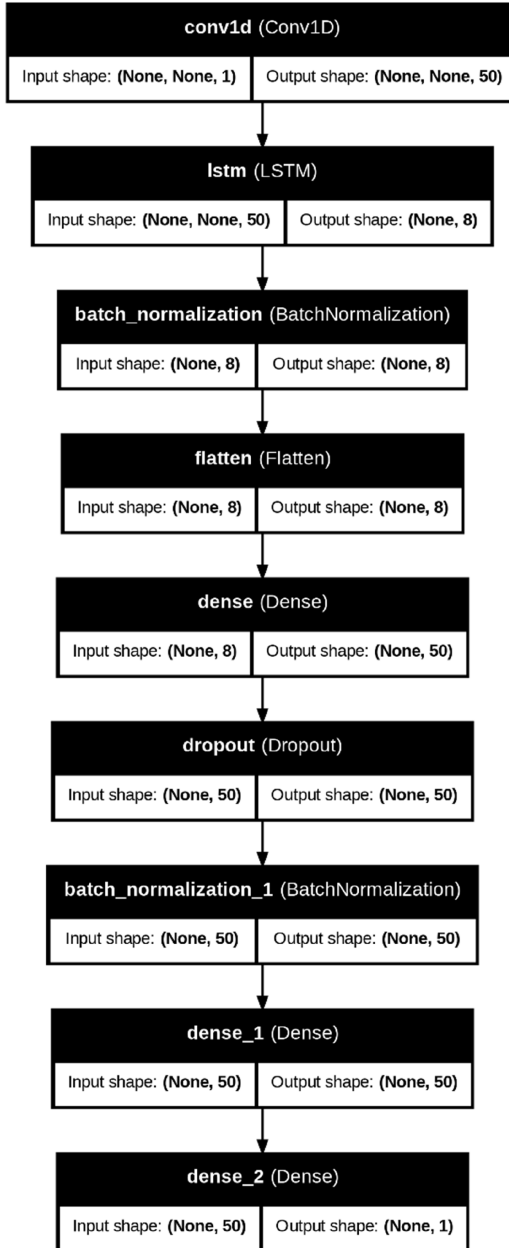 conv1d (Conv1D)
Input shape: (None, None, 1) Output shape: (None, None, 50)
lstm (LSTM)
Input shape: (None, None, 50) Output shape: (None, 8)
batch_normalization (BatchNormalization)
Input shape: (None, 8) Output shape: (None, 8)
flatten (Flatten)
Input shape: (None, 8) Output shape: (None, 8)
dense (Dense)
Input shape: (None, 8) Output shape: (None, 50)
dropout (Dropout)
Input shape: (None, 50) Output shape: (None, 50)
batch_normalization_1 (BatchNormalization)
Input shape: (None, 50) Output shape: (None, 50)
dense_1 (Dense)
Input shape: (None, 50) Output shape: (None, 50)
dense_2 (Dense)
Input shape: (None, 50) Output shape: (None, 1)